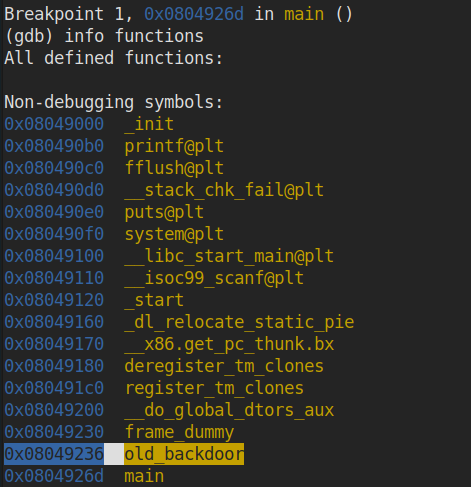 Breakpoint 1, 0x0804926d in main ()
(gdb) info functions
All defined functions:

Non-debugging symbols:
0x08049000  _init
0x080490b0  printf@plt
0x080490c0  fflush@plt
0x080490d0  __stack_chk_fail@plt
0x080490e0  puts@plt
0x080490f0  system@plt
0x08049100  __libc_start_main@plt
0x08049110  __isoc99_scanf@plt
0x08049120  _start
0x08049160  _dl_relocate_static_pie
0x08049170  __x86.get_pc_thunk.bx
0x08049180  deregister_tm_clones
0x080491c0  register_tm_clones
0x08049200  __do_global_dtors_aux
0x08049230  frame_dummy
0x08049236  old_backdoor
0x0804926d  main